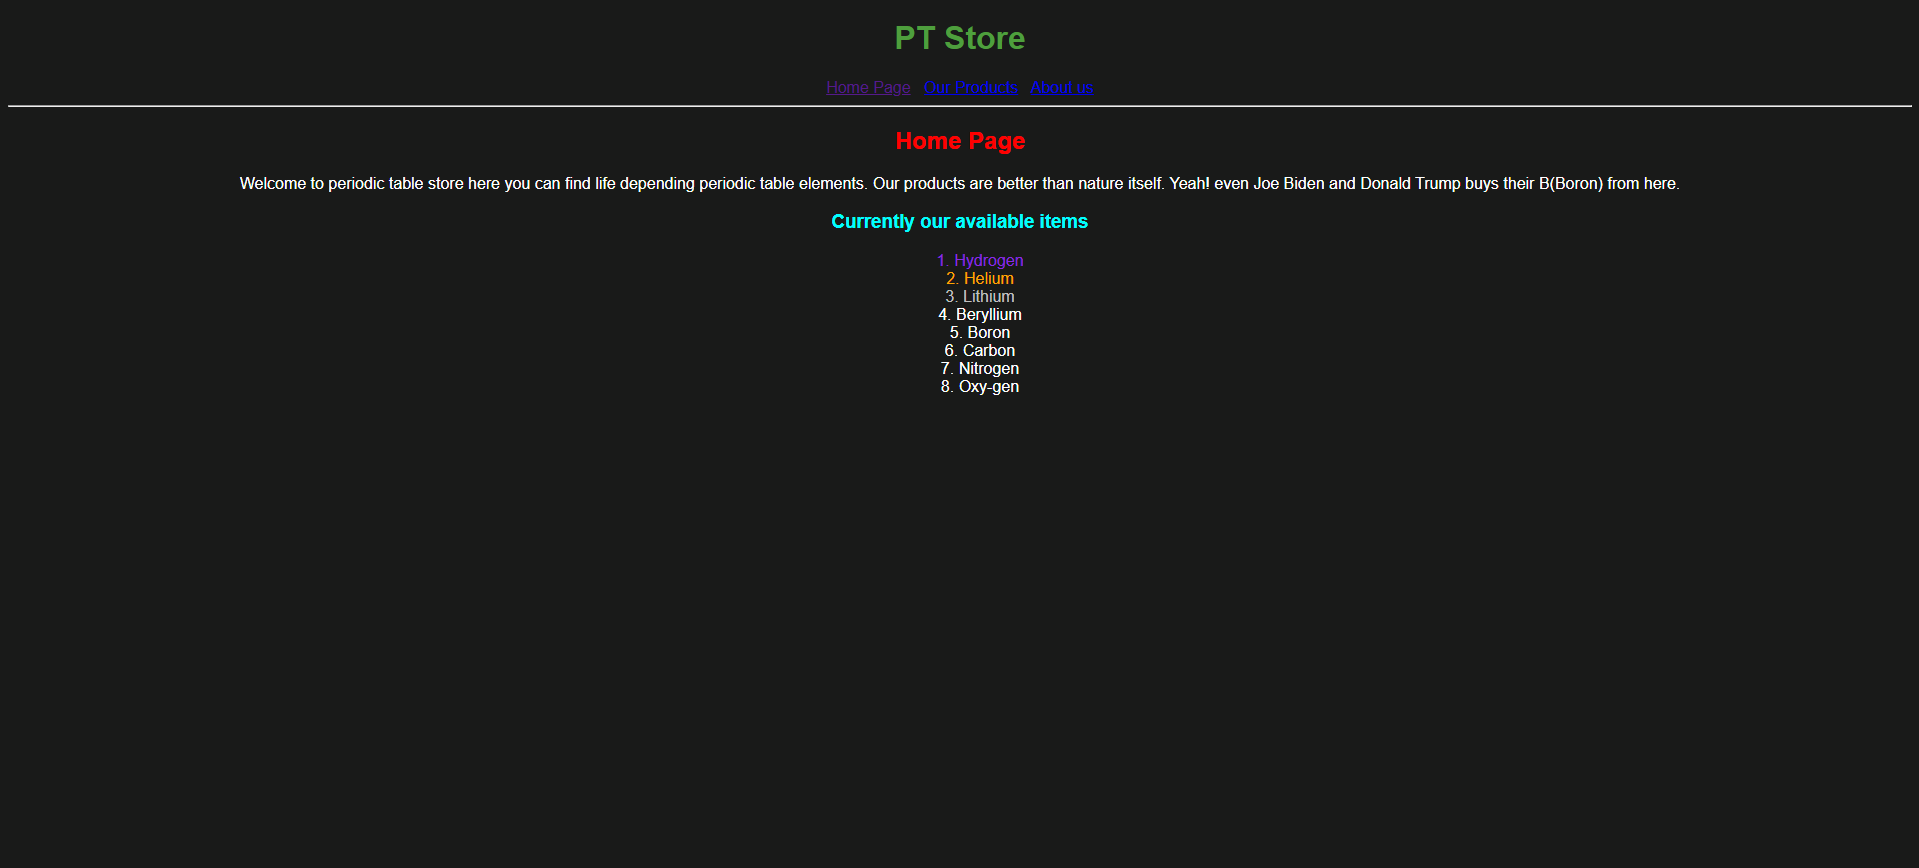 PT Store
Home Page Our Products About us
Home Page
Welcome to periodic table store here you can find life depending periodic table elements. Our products are better than nature itself. Yeah! even Joe Biden and Donald Trump buys their B(Boron) from here.
Currently our available items
1. Hydrogen
2. Helium
3. Lithium
4. Beryllium
5. Boron
6. Carbon
7. Nitrogen
8. Oxy-gen